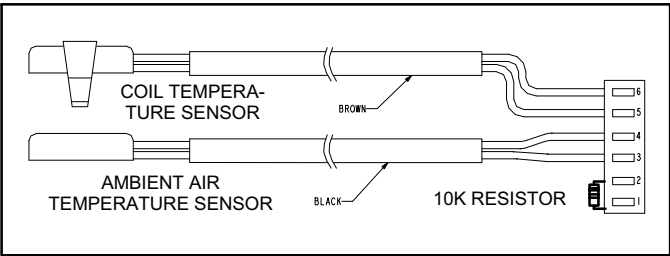 COIL TEMPERA-
TURE SENSOR
BROWN
6
5
4
3
2
1
AMBIENT AIR
TEMPERATURE SENSOR
BLACK
10K RESISTOR